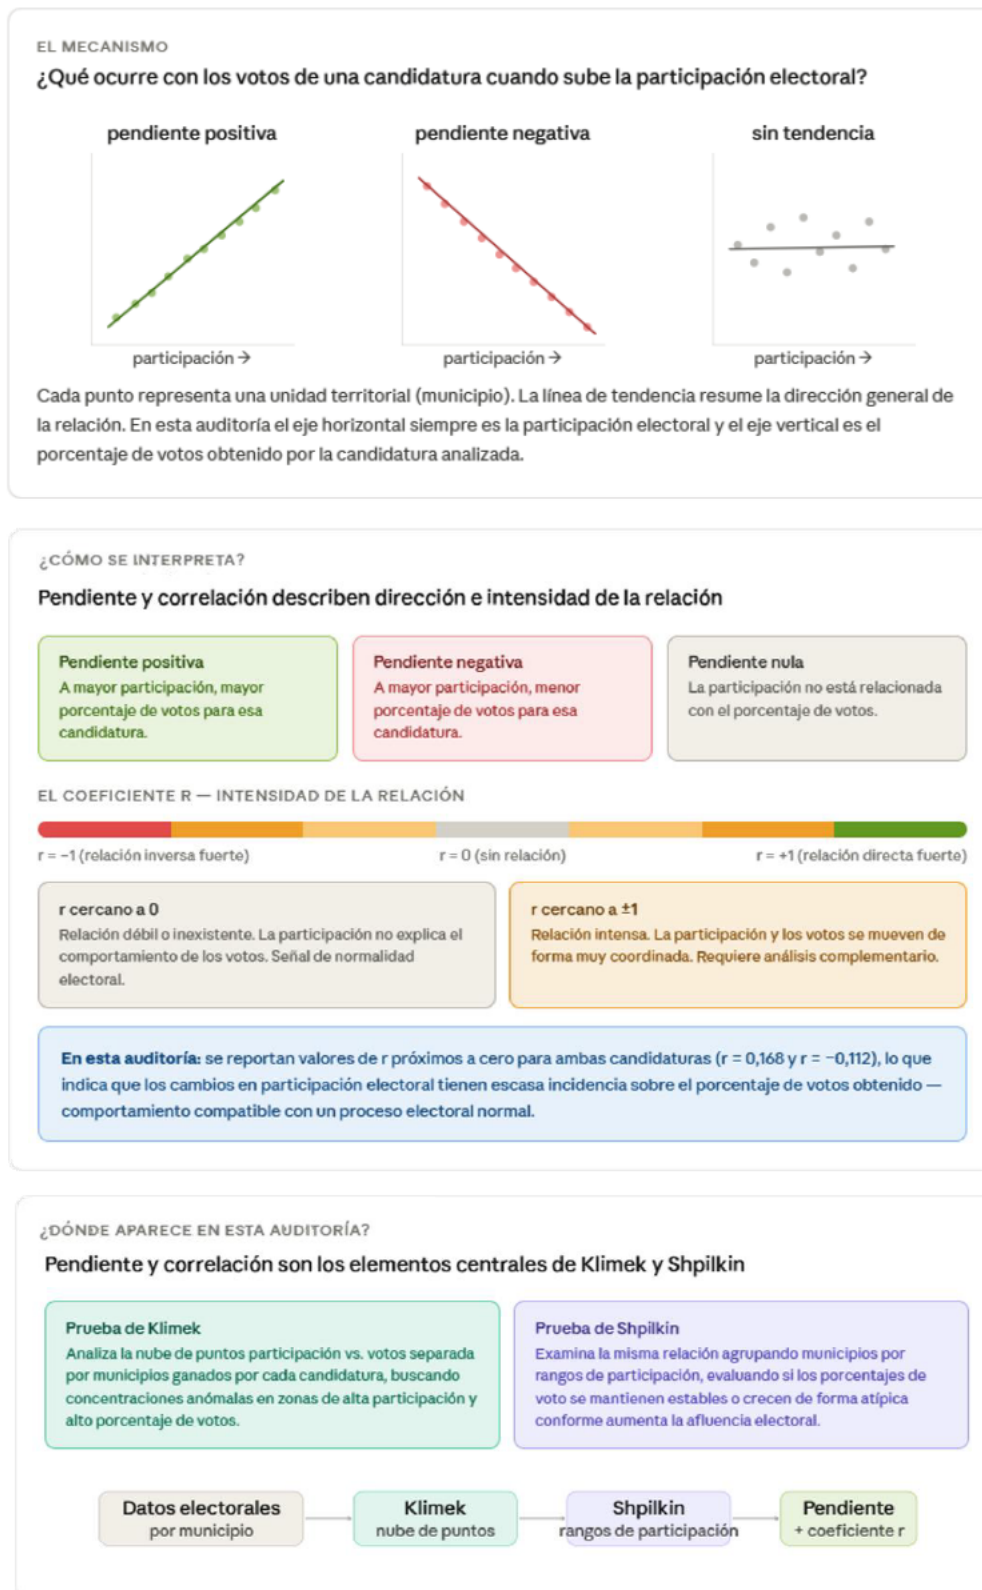 EL MECANISMO
¿Qué ocurre con los votos de una candidatura cuando sube la participación electoral?
pendiente positiva
pendiente negativa
sin tendencia
participación →
participación →
participación →
Cada punto representa una unidad territorial (municipio). La línea de tendencia resume la dirección general de
la relación. En esta auditoría el eje horizontal siempre es la participación electoral y el eje vertical es el
porcentaje de votos obtenido por la candidatura analizada.
¿CÓMO SE INTERPRETA?
Pendiente y correlación describen dirección e intensidad de la relación
Pendiente positiva
A mayor participación, mayor
porcentaje de votos para esa
candidatura.
Pendiente negativa
A mayor participación, menor
porcentaje de votos para esa
candidatura.
Pendiente nula
La participación no está relacionada
con el porcentaje de votos.
EL COEFICIENTE R — INTENSIDAD DE LA RELACIÓN
r = −1 (relación inversa fuerte)
r = 0 (sin relación)
r = +1 (relación directa fuerte)
r cercano a 0
Relación débil o inexistente. La participación no explica el
comportamiento de los votos. Señal de normalidad
electoral.
r cercano a ±1
Relación intensa. La participación y los votos se mueven de
forma muy coordinada. Requiere análisis complementario.
En esta auditoría: se reportan valores de r próximos a cero para ambas candidaturas (r = 0,168 y r = −0,112), lo que
indica que los cambios en participación electoral tienen escasa incidencia sobre el porcentaje de votos obtenido —
comportamiento compatible con un proceso electoral normal.
¿DÓNDE APARECE EN ESTA AUDITORÍA?
Pendiente y correlación son los elementos centrales de Klimek y Shpilkin
Prueba de Klimek
Analiza la nube de puntos participación vs. votos separada
por municipios ganados por cada candidatura, buscando
concentraciones anómalas en zonas de alta participación y
alto porcentaje de votos.
Prueba de Shpilkin
Examina la misma relación agrupando municipios por
rangos de participación, evaluando si los porcentajes de
voto se mantienen estables o crecen de forma atípica
conforme aumenta la afluencia electoral.
Datos electorales
por municipio
Klimek
nube de puntos
Shpilkin
rangos de participación
Pendiente
+ coeficiente r